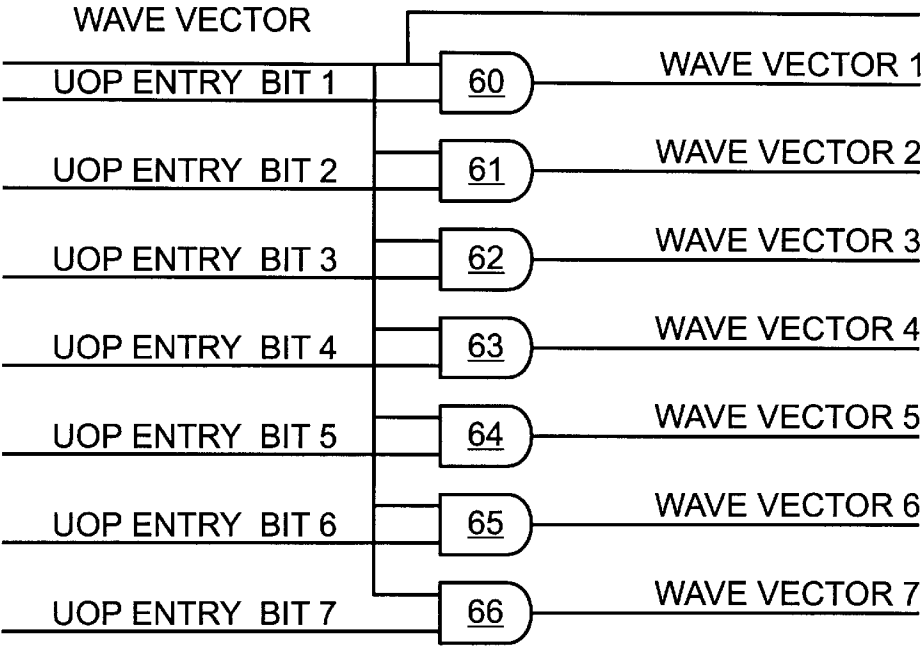 WAVE VECTOR
UOP ENTRY BIT 1
60
WAVE VECTOR 1
UOP ENTRY BIT 2
61
WAVE VECTOR 2
UOP ENTRY BIT 3
62
WAVE VECTOR 3
UOP ENTRY BIT 4
63
WAVE VECTOR 4
UOP ENTRY BIT 5
64
WAVE VECTOR 5
UOP ENTRY BIT 6
65
WAVE VECTOR 6
UOP ENTRY BIT 7
66
WAVE VECTOR 7